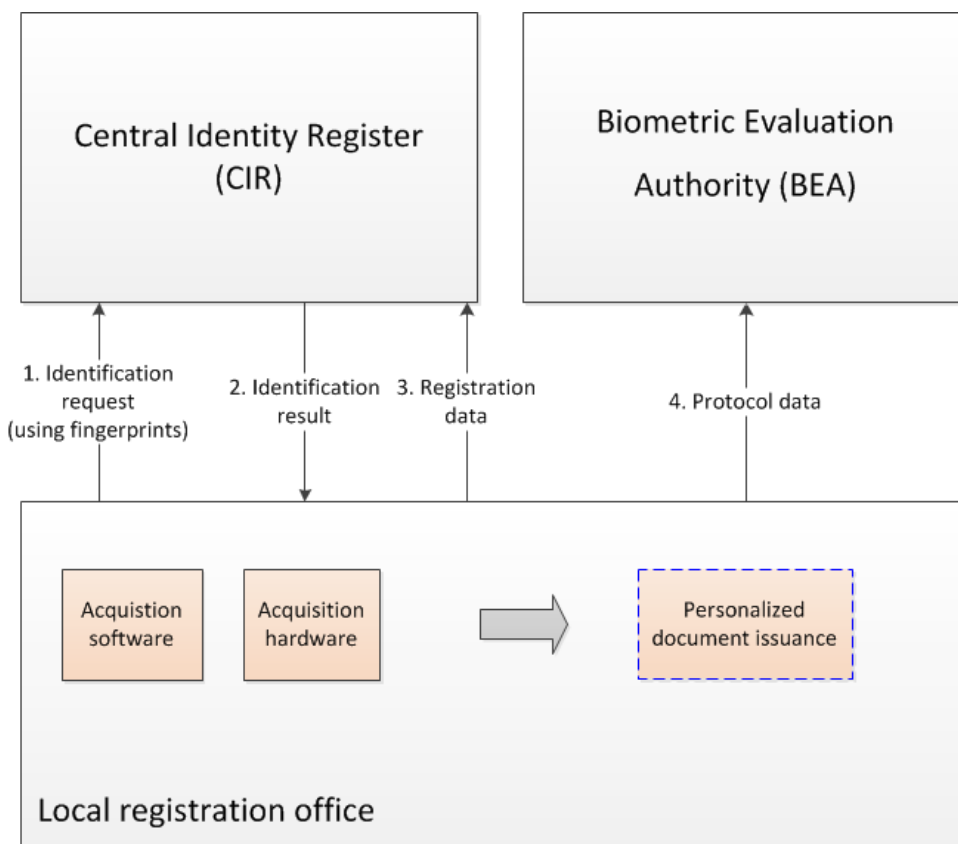 Central Identity Register
(CIR)
Biometric Evaluation
Authority (BEA)
1. Identification
request
(using fingerprints)
2. Identification
result
3. Registration
data
4. Protocol data
Acquistion
software
Acquisition
hardware
Personalized
document issuance
Local registration office